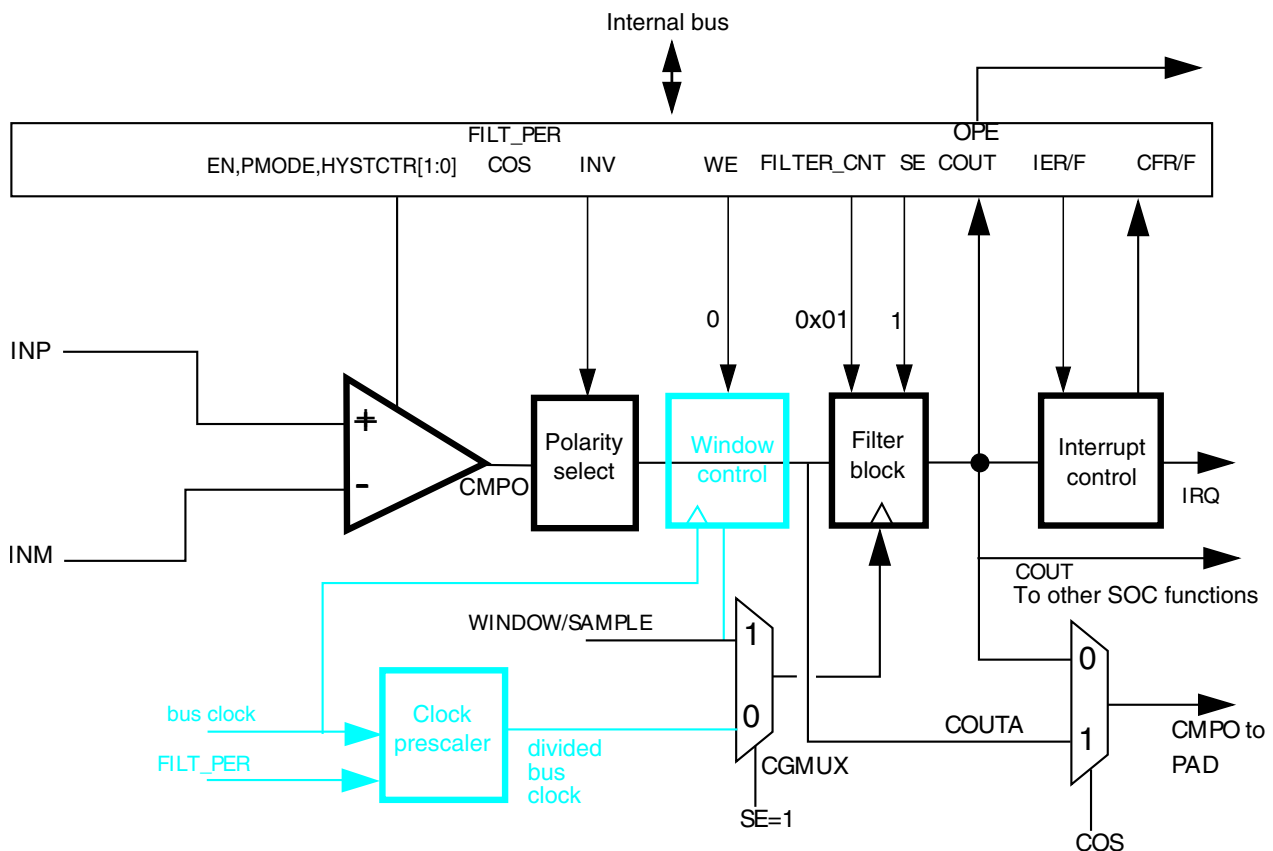 Internal bus
FILT_PER
OPE
EN,PMODE,HYSTCTR[1:0]
COS
INV
WE
FILTER_CNT
SE
COUT
IER/F
CFR/F
0
0x01
1
INP
+
-
INM
CMPO
Polarity
select
Window
control
Filter
block
Interrupt
control
IRQ
COUT
To other SOC functions
WINDOW/SAMPLE
1
0
CGMUX
SE=1
bus clock
FILT_PER
Clock
prescaler
divided
bus
clock
COUTA
0
1
COS
CMPO to
PAD